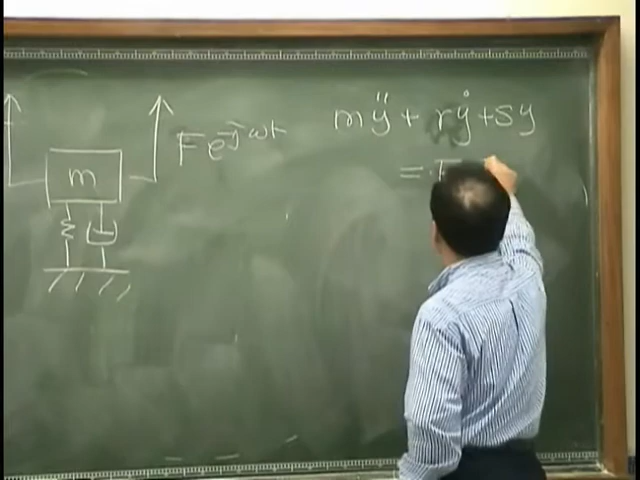 m
Fe^jωt
mÿ + rẏ + sy
= F